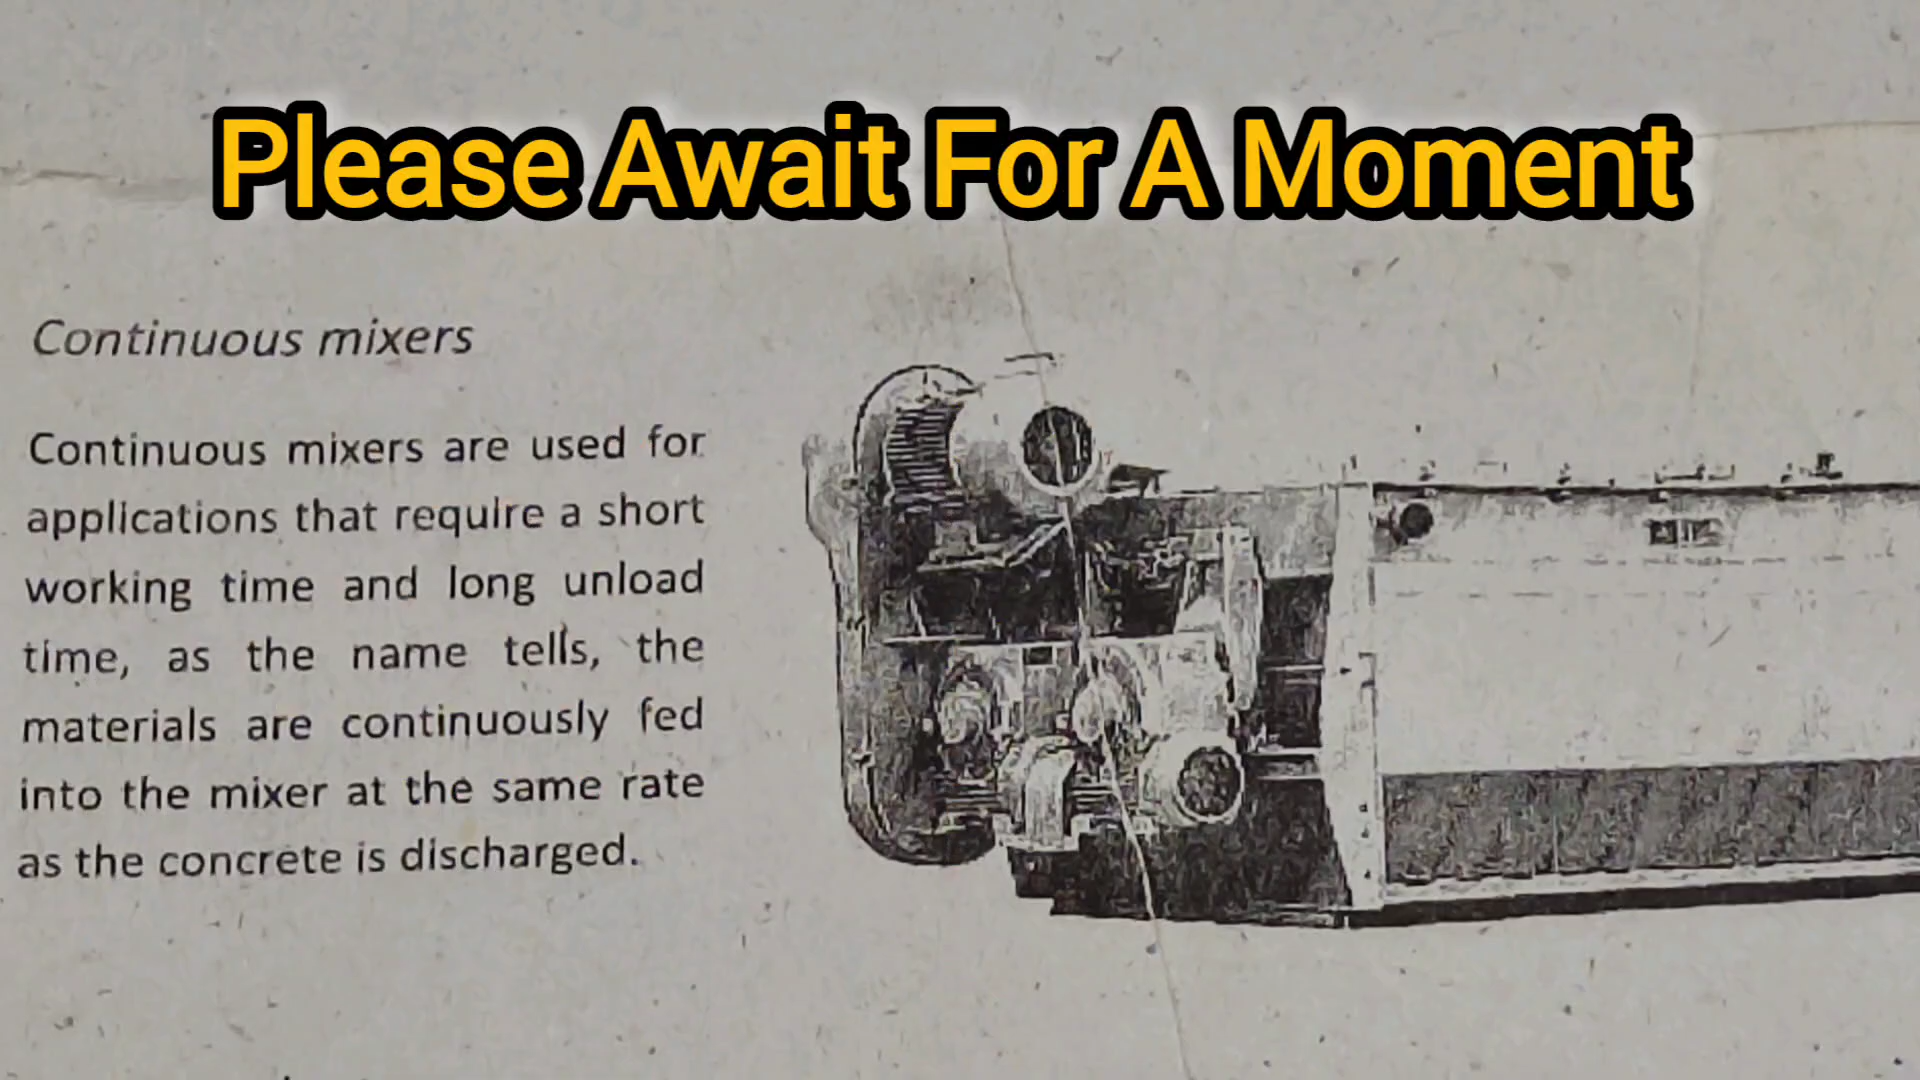 Please Await For A Moment
Continuous mixers
Continuous mixers are used for
applications that require a short
working time and long unload
time, as the name tells, the
materials are continuously fed
into the mixer at the same rate
as the concrete is discharged.